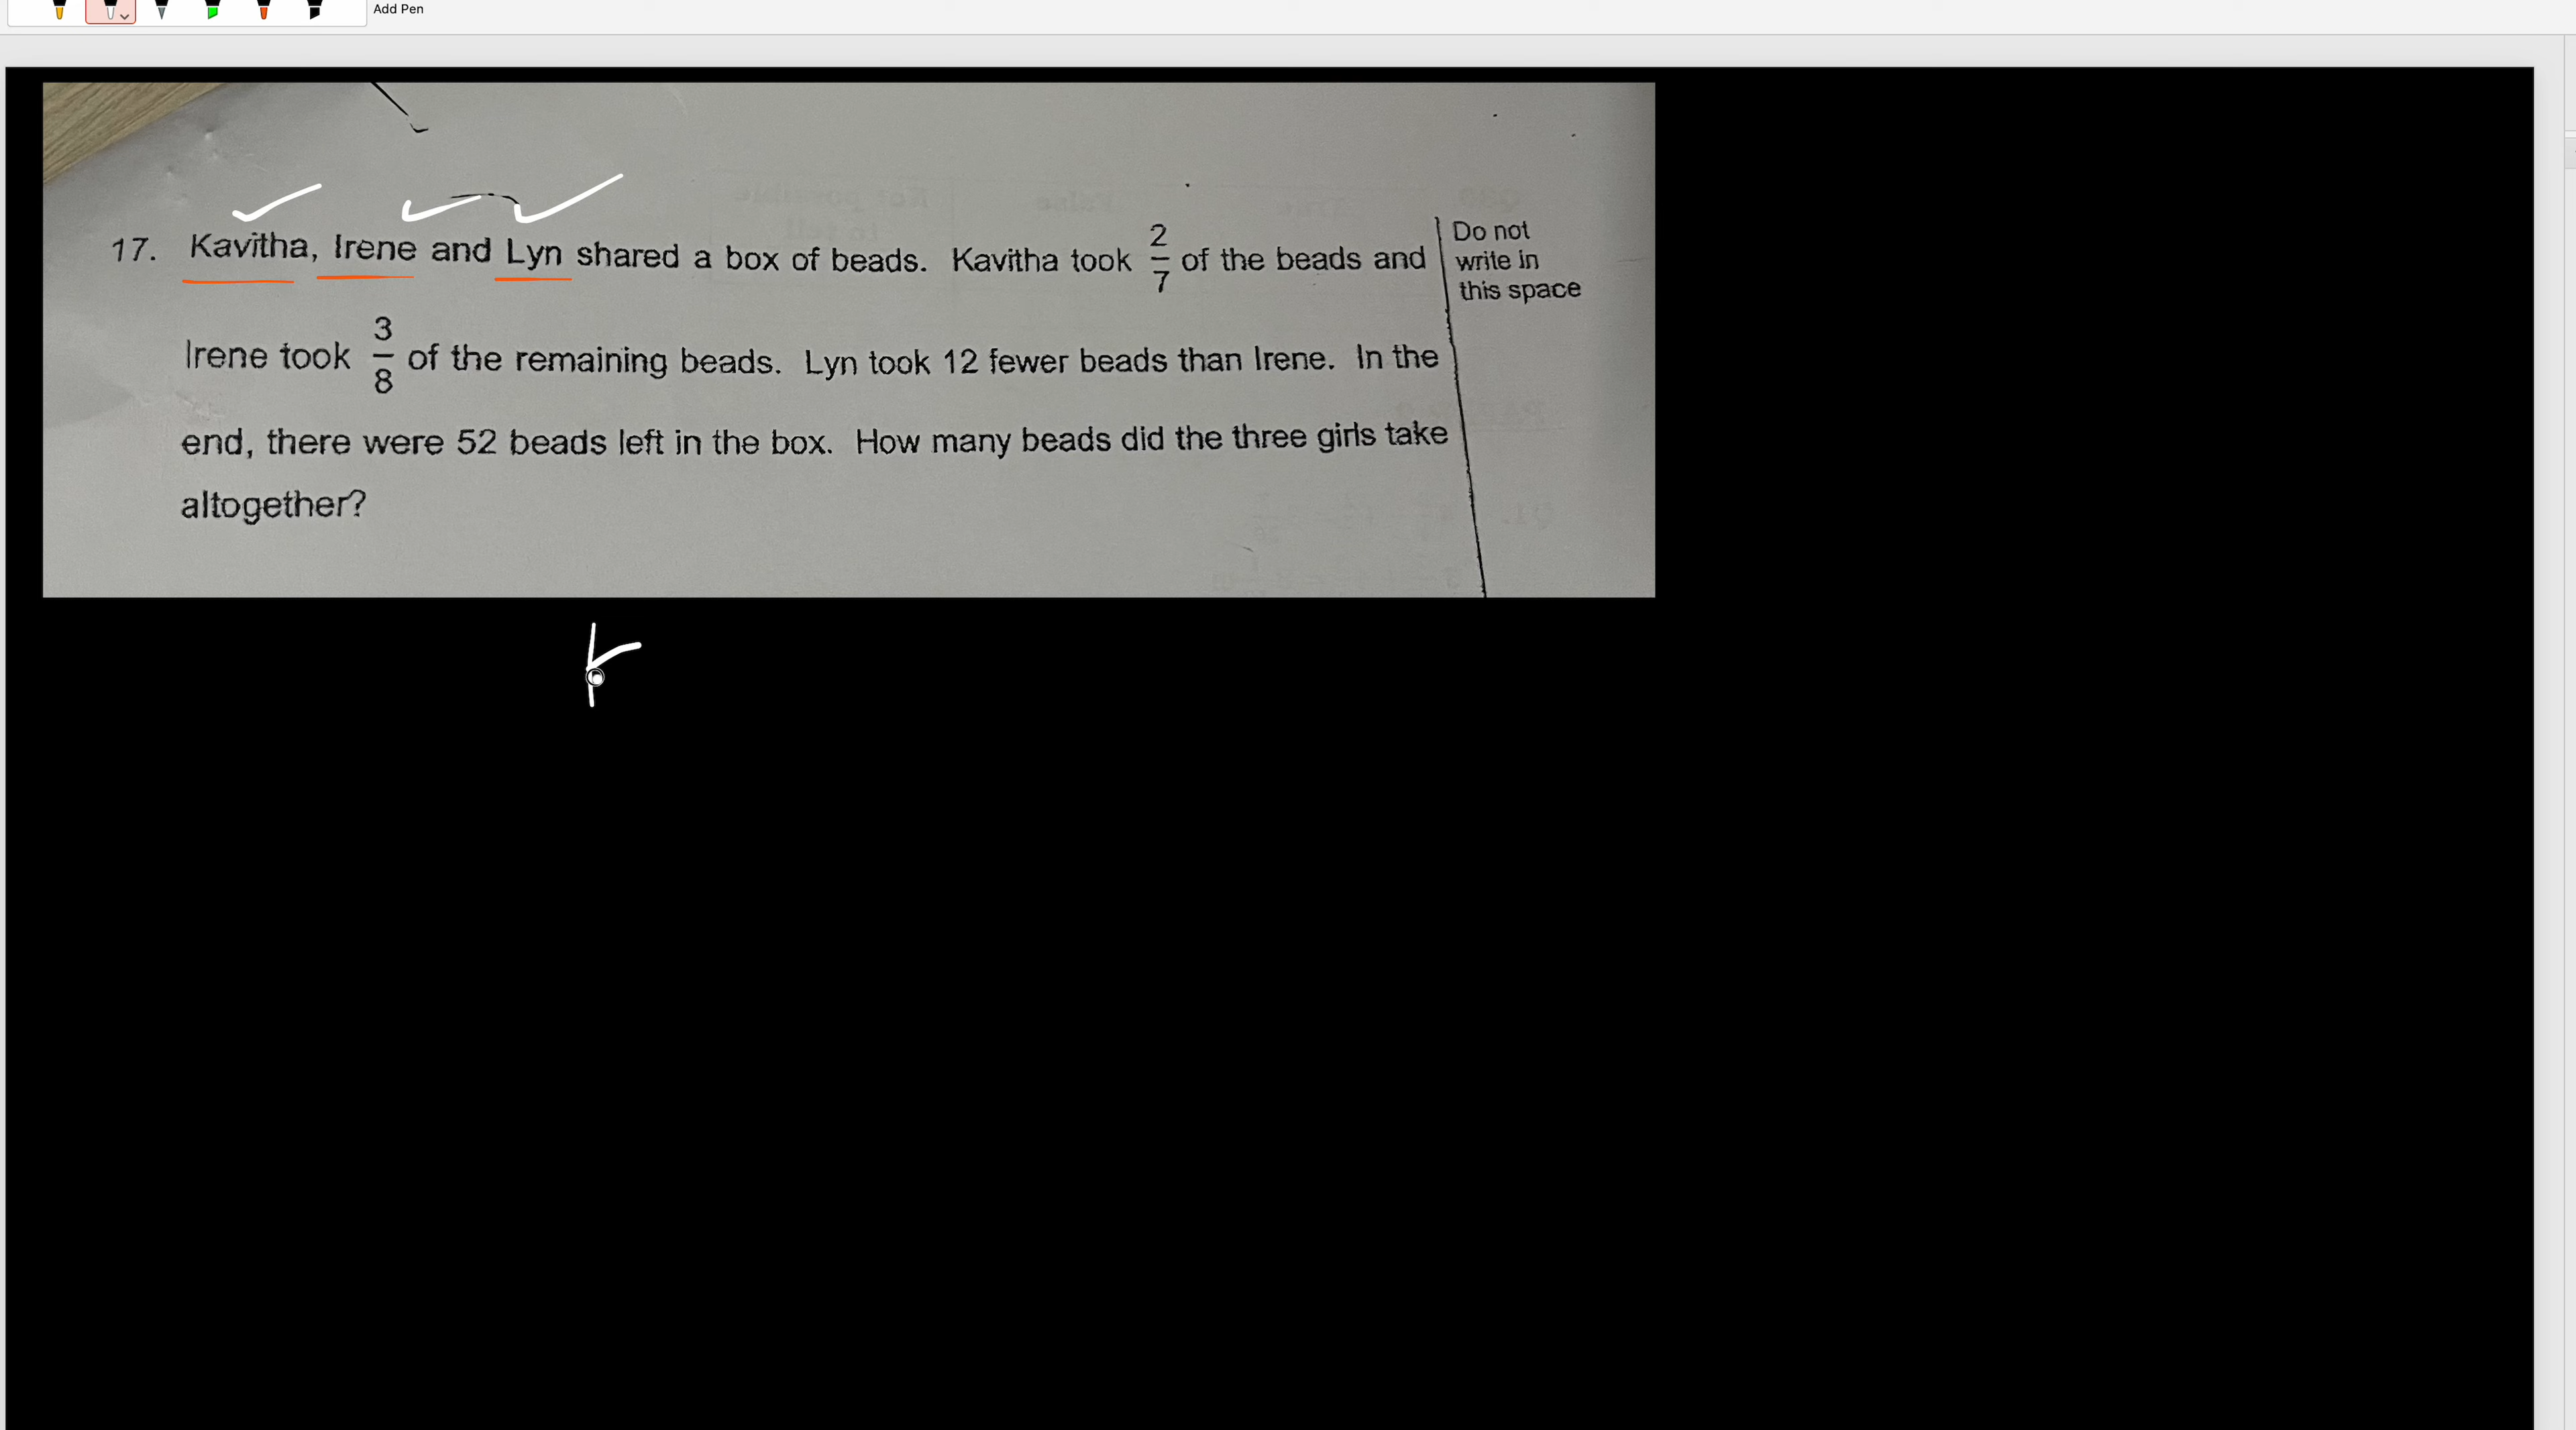 Add Pen
17. Kavitha, Irene and Lyn shared a box of beads. Kavitha took 2/7 of the beads and
Irene took 3/8 of the remaining beads. Lyn took 12 fewer beads than Irene. In the
end, there were 52 beads left in the box. How many beads did the three girls take
altogether?
Do not
write in
this space